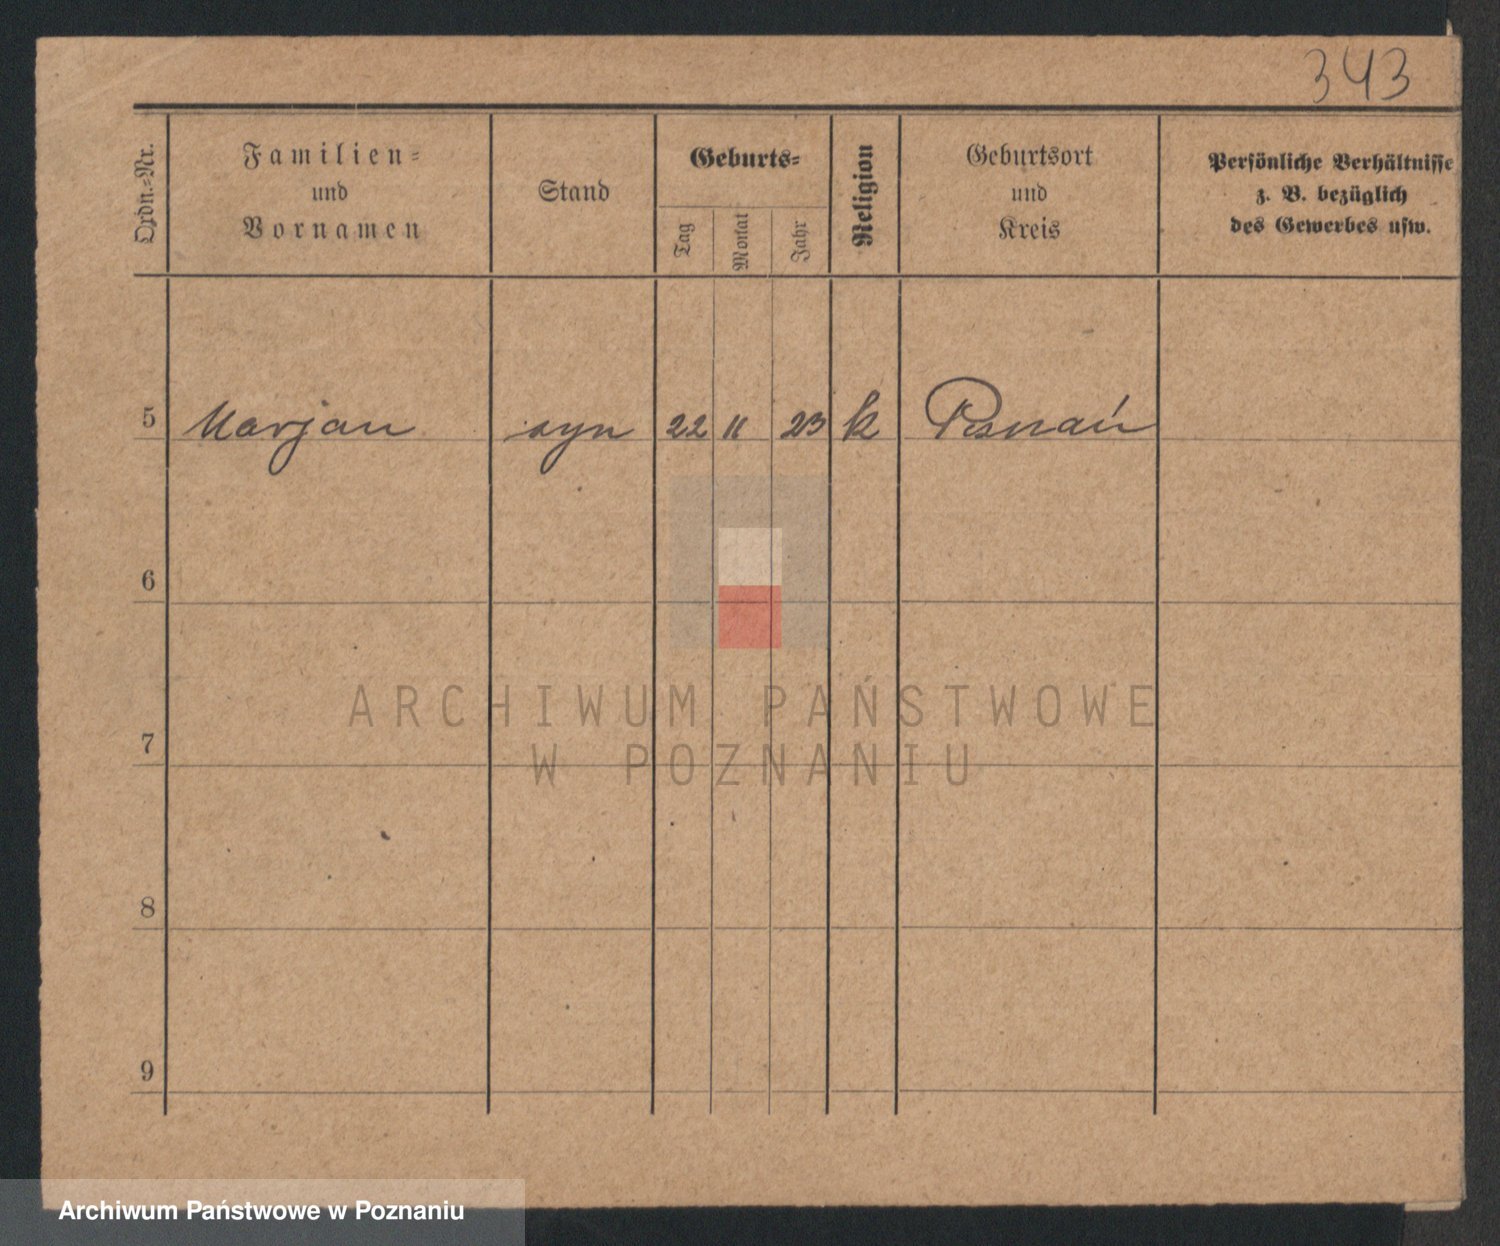 343
Ordn.-Nr.
Familien=
und
Vornamen
Stand
Geburts=
Tag
Monat
Jahr
Religion
Geburtsort
und
Kreis
Persönliche Verhältnisse
z. B. bezüglich
des Gewerbes usw.
5 Marjan syn 22 11 23 k Poznań
6
7
8
9
ARCHIWUM PAŃSTWOWE
W POZNANIU
Archiwum Państwowe w Poznaniu